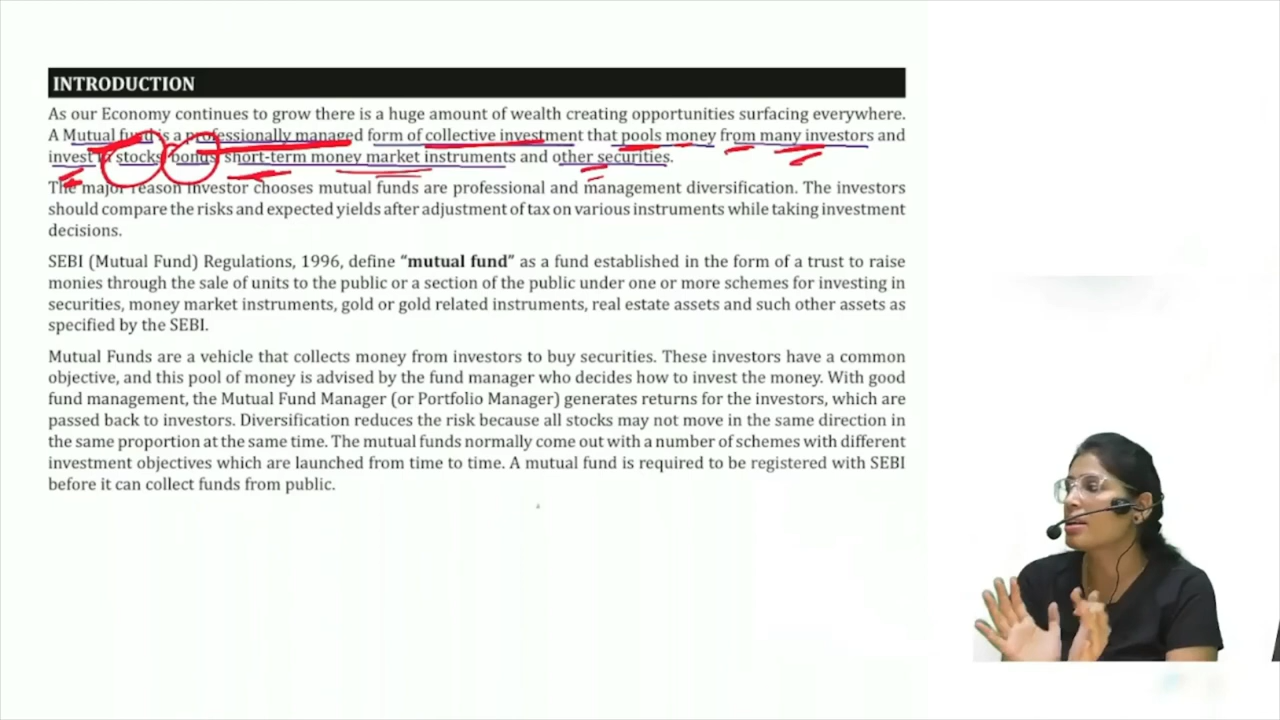 INTRODUCTION
As our Economy continues to grow there is a huge amount of wealth creating opportunities surfacing everywhere.
A Mutual fund is a professionally managed form of collective investment that pools money from many investors and
invest in stocks, bonus, short-term money market instruments and other securities.
The major reason investor chooses mutual funds are professional and management diversification. The investors
should compare the risks and expected yields after adjustment of tax on various instruments while taking investment
decisions.
SEBI (Mutual Fund) Regulations, 1996, define “mutual fund” as a fund established in the form of a trust to raise
monies through the sale of units to the public or a section of the public under one or more schemes for investing in
securities, money market instruments, gold or gold related instruments, real estate assets and such other assets as
specified by the SEBI.
Mutual Funds are a vehicle that collects money from investors to buy securities. These investors have a common
objective, and this pool of money is advised by the fund manager who decides how to invest the money. With good
fund management, the Mutual Fund Manager (or Portfolio Manager) generates returns for the investors, which are
passed back to investors. Diversification reduces the risk because all stocks may not move in the same direction in
the same proportion at the same time. The mutual funds normally come out with a number of schemes with different
investment objectives which are launched from time to time. A mutual fund is required to be registered with SEBI
before it can collect funds from public.